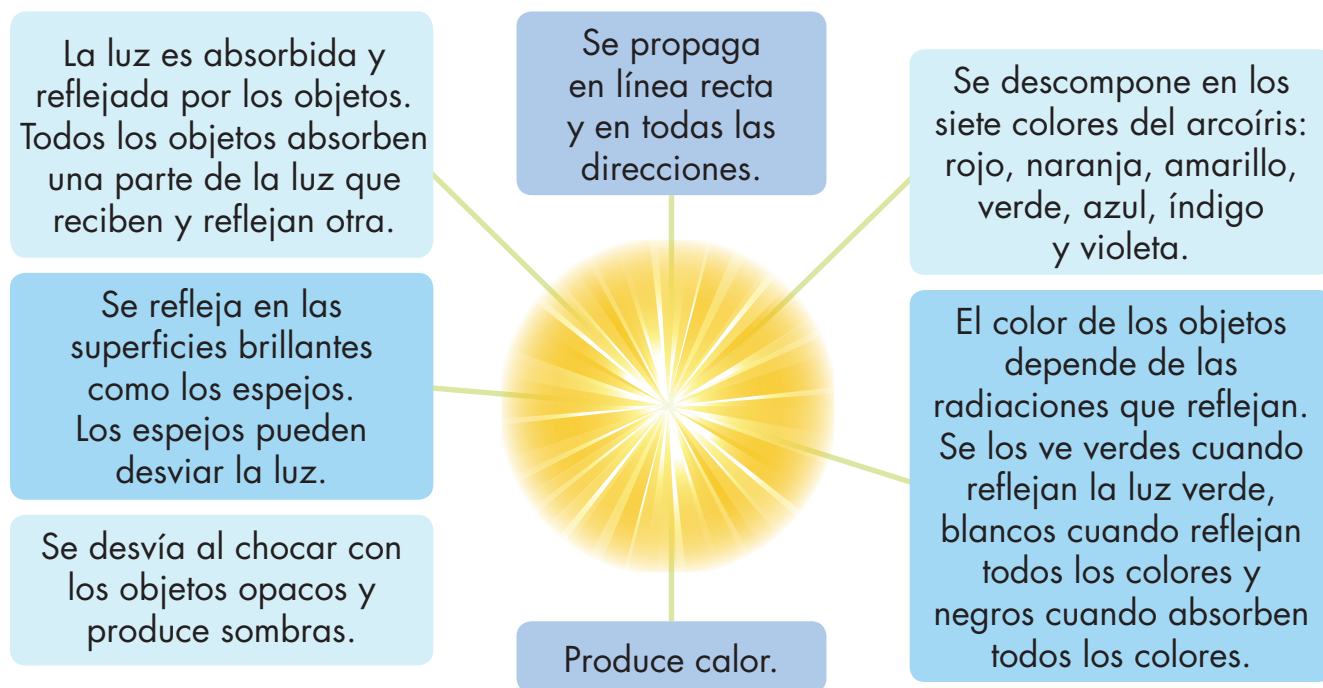 La luz es absorbida y
reflejada por los objetos.
Todos los objetos absorben
una parte de la luz que
reciben y reflejan otra.
Se propaga
en línea recta
y en todas las
direcciones.
Se descompone en los
siete colores del arcoíris:
rojo, naranja, amarillo,
verde, azul, índigo
y violeta.
Se refleja en las
superficies brillantes
como los espejos.
Los espejos pueden
desviar la luz.
El color de los objetos
depende de las
radiaciones que reflejan.
Se los ve verdes cuando
reflejan la luz verde,
blancos cuando reflejan
todos los colores y
negros cuando absorben
todos los colores.
Se desvía al chocar con
los objetos opacos y
produce sombras.
Produce calor.